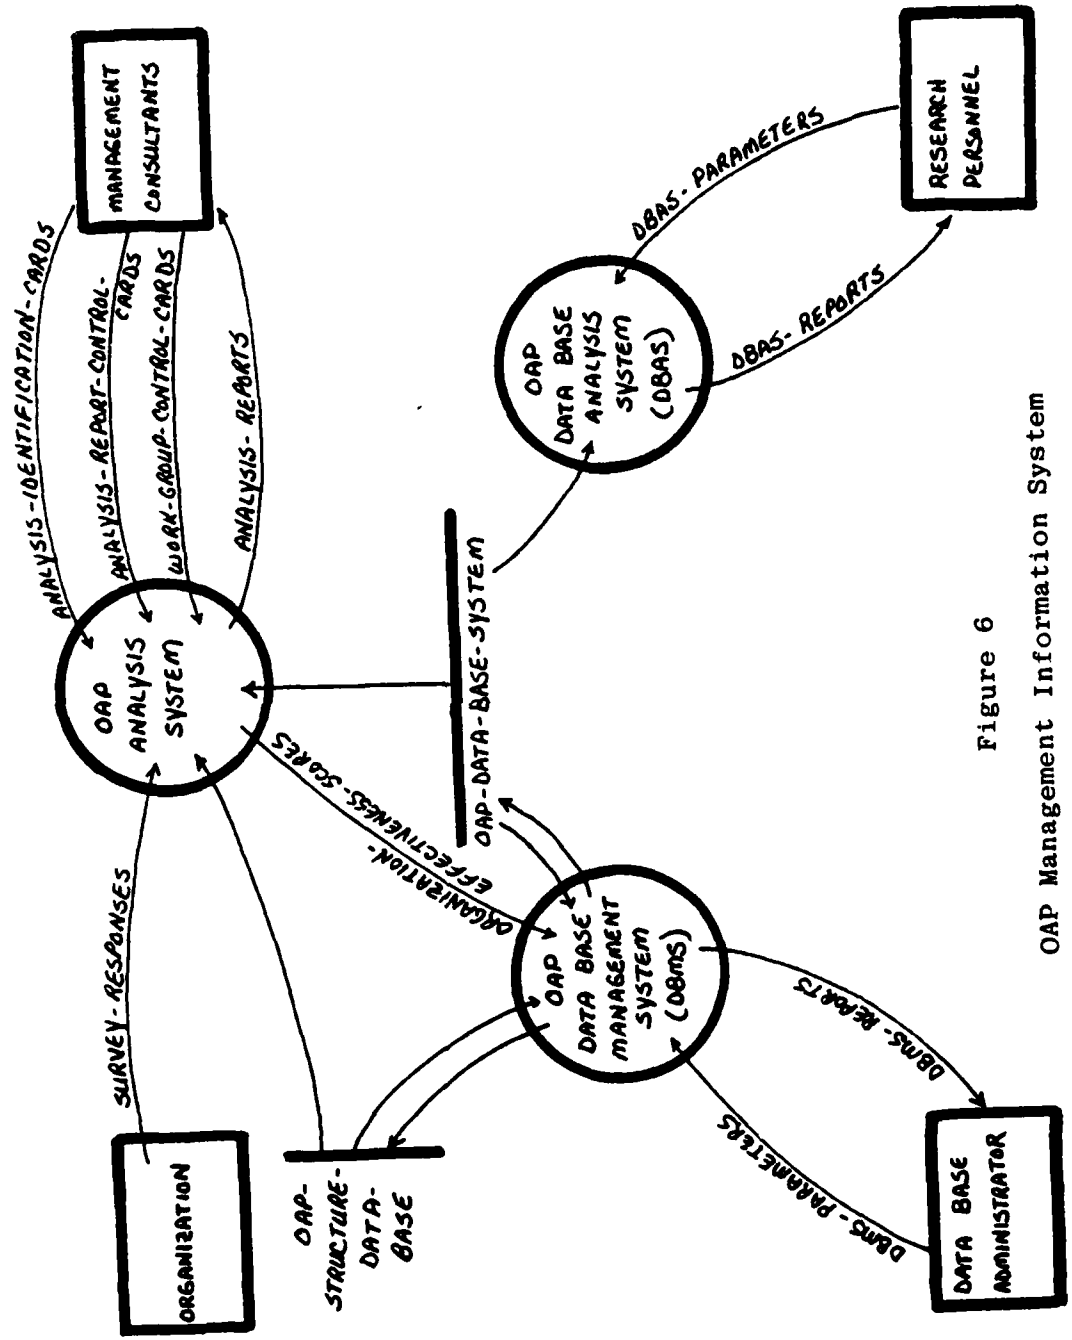 ORGANIZATION
SURVEY-RESPONSES
OAP
ANALYSIS
SYSTEM
ANALYSIS-IDENTIFICATION-CARDS
ANALYSIS-REPORT-CONTROL-
CARDS
WORK-GROUP-CONTROL-CARDS
ANALYSIS-REPORTS
MANAGEMENT
CONSULTANTS
OAP-
STRUCTURE-
DATA-
BASE
ORGANIZATION-
EFFECTIVENESS-SCORES
OAP-DATA-BASE-SYSTEM
OAP
DATA BASE
MANAGEMENT
SYSTEM
(DBMS)
OAP
DATA BASE
ANALYSIS
SYSTEM
(DBAS)
DBAS-PARAMETERS
DBAS-REPORTS
RESEARCH
PERSONNEL
DBMS-PARAMETERS
DBMS-REPORTS
DATA BASE
ADMINISTRATOR
Figure 6
OAP Management Information System